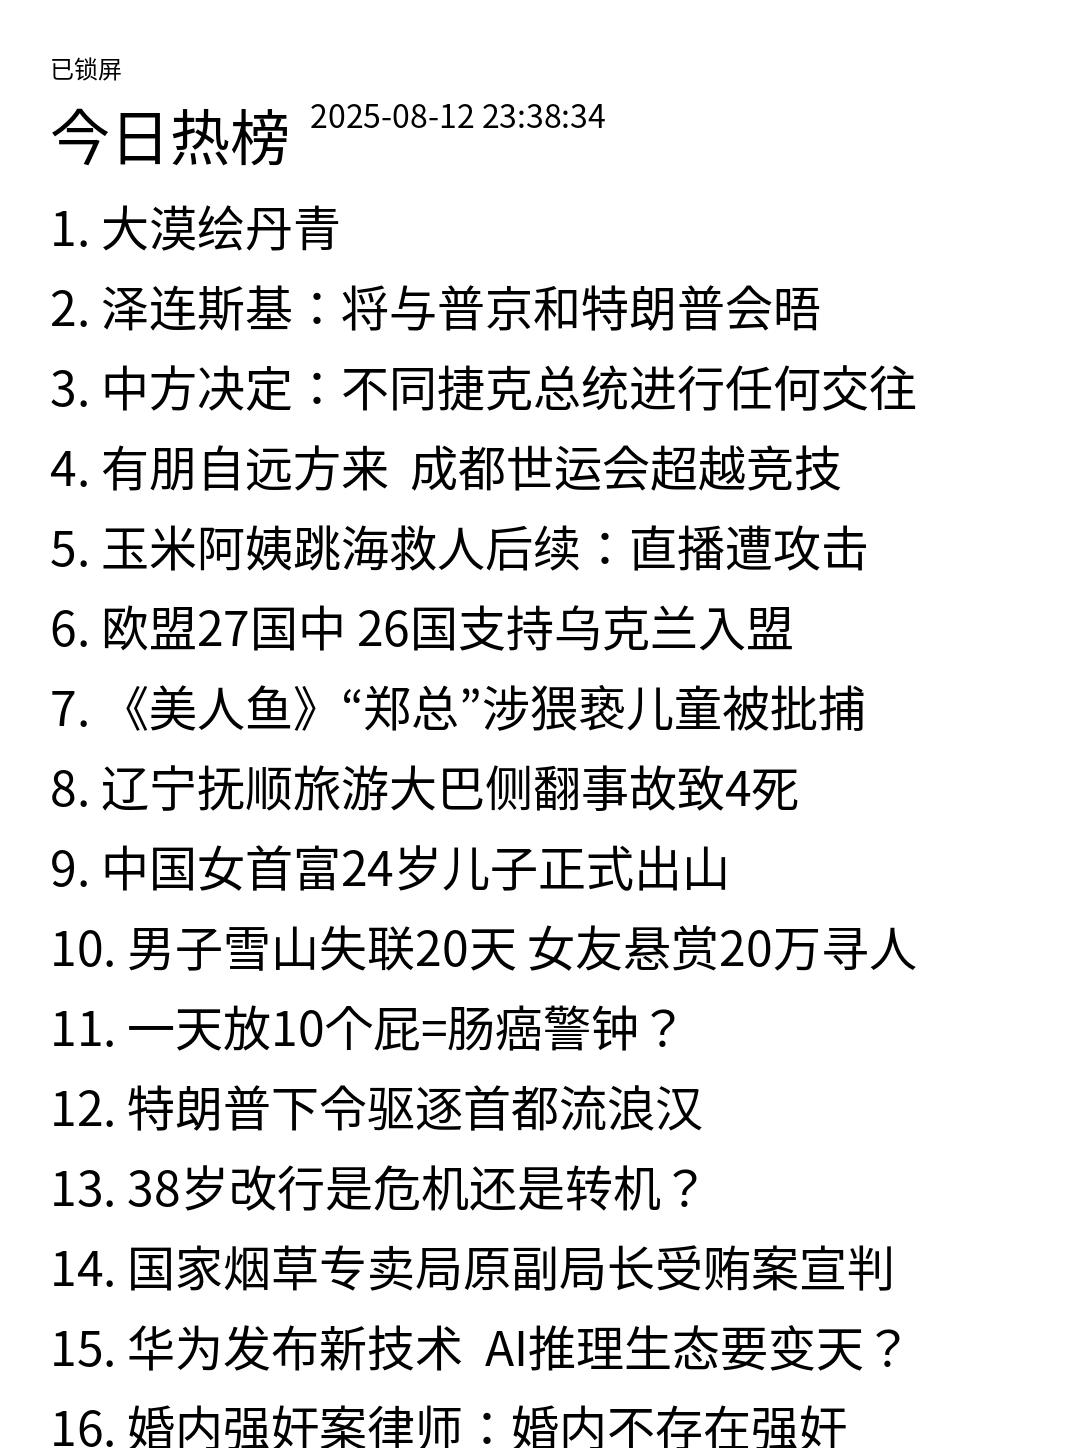 已锁屏
今日热榜 2025-08-12 23:38:34
1. 大漠绘丹青
2. 泽连斯基：将与普京和特朗普会晤
3. 中方决定：不同捷克总统进行任何交往
4. 有朋自远方来  成都世运会超越竞技
5. 玉米阿姨跳海救人后续：直播遭攻击
6. 欧盟27国中 26国支持乌克兰入盟
7. 《美人鱼》“郑总”涉猥亵儿童被批捕
8. 辽宁抚顺旅游大巴侧翻事故致4死
9. 中国女首富24岁儿子正式出山
10. 男子雪山失联20天 女友悬赏20万寻人
11. 一天放10个屁=肠癌警钟？
12. 特朗普下令驱逐首都流浪汉
13. 38岁改行是危机还是转机？
14. 国家烟草专卖局原副局长受贿案宣判
15. 华为发布新技术  AI推理生态要变天？
16. 婚内强奸案律师：婚内不存在强奸